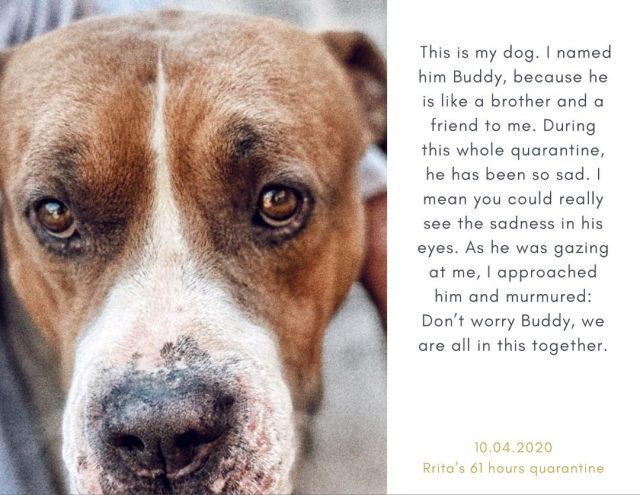 This is my dog. I named
him Buddy, because he
is like a brother and a
friend to me. During
this whole quarantine,
he has been so sad. I
mean you could really
see the sadness in his
eyes. As he was gazing
at me, I approached
him and murmured:
Don’t worry Buddy, we
are all in this together.
10.04.2020
Rrita’s 61 hours quarantine